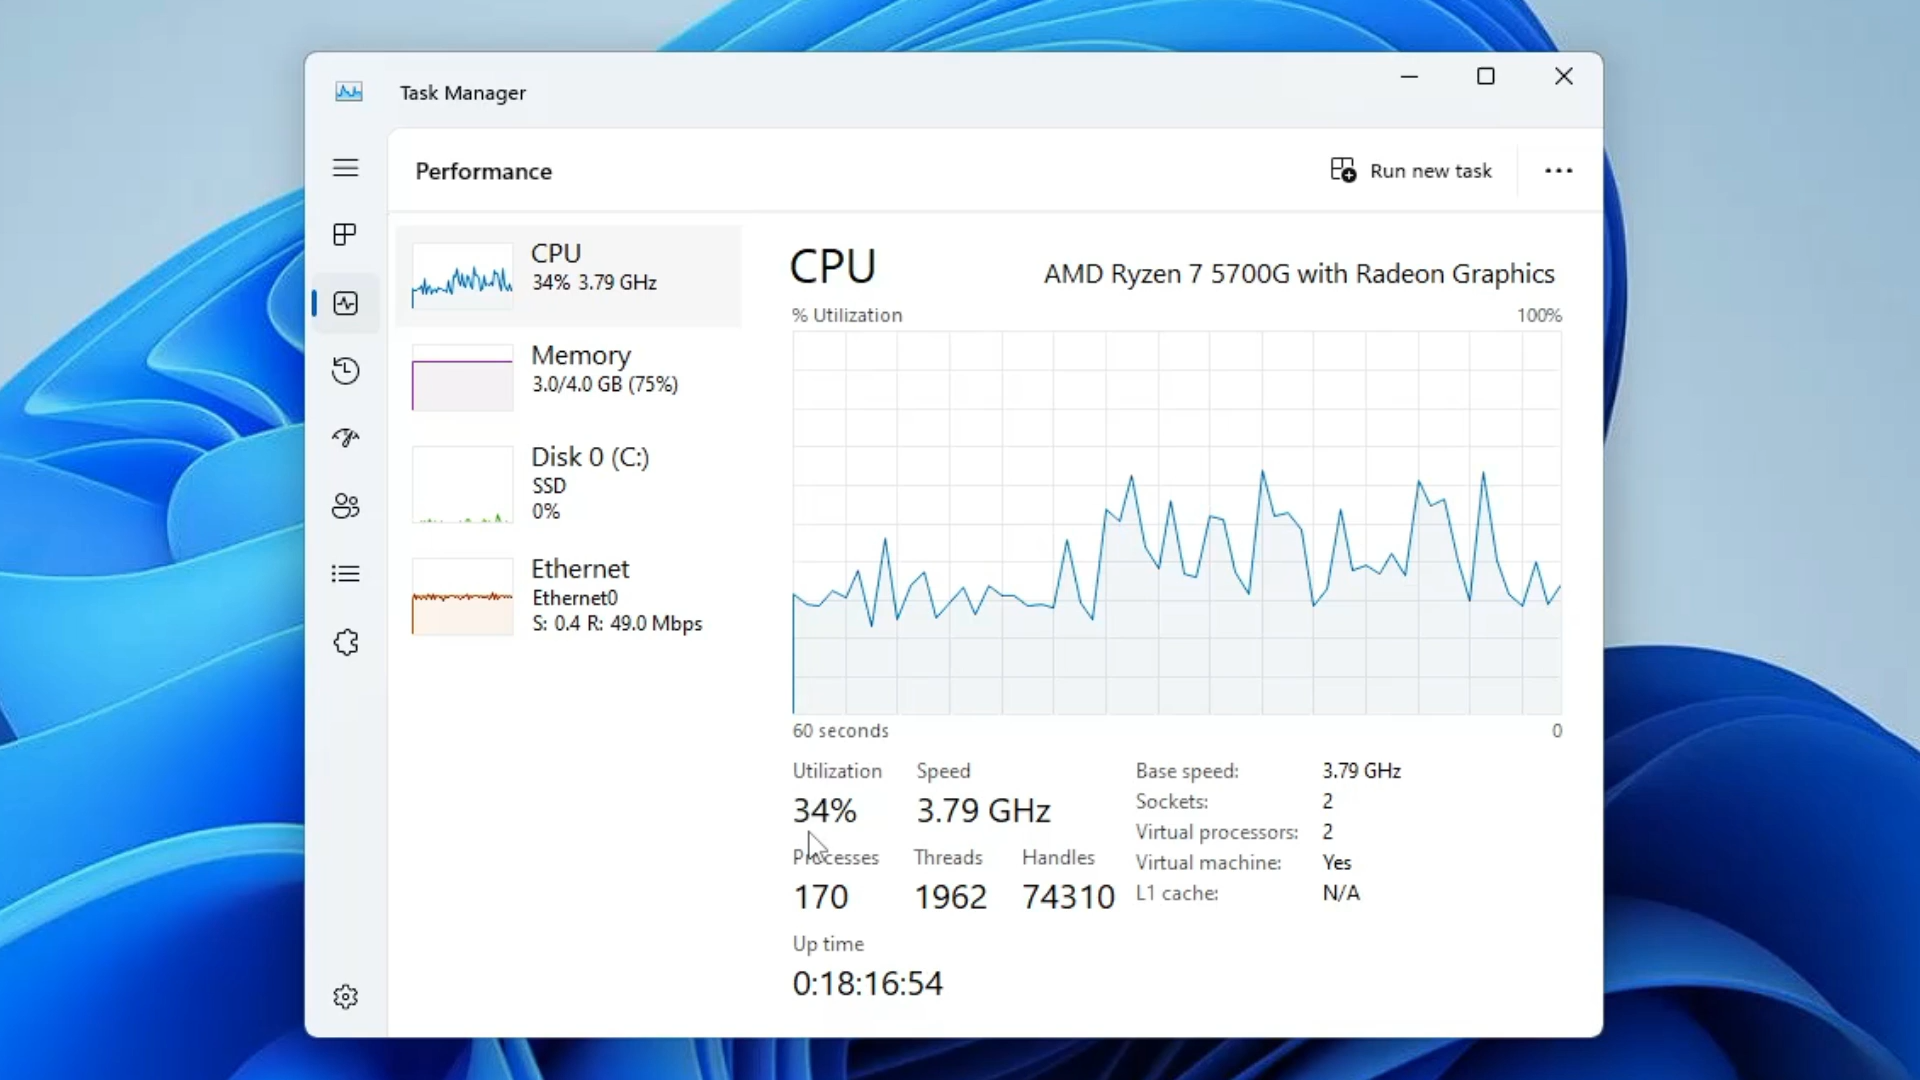 Task Manager
Performance
Run new task
CPU
34% 3.79 GHz
Memory
3.0/4.0 GB (75%)
Disk 0 (C:)
SSD
0%
Ethernet
Ethernet0
S: 0.4 R: 49.0 Mbps
CPU
AMD Ryzen 7 5700G with Radeon Graphics
% Utilization
100%
60 seconds
0
Utilization
34%
Speed
3.79 GHz
Processes
170
Threads
1962
Handles
74310
Up time
0:18:16:54
Base speed: 3.79 GHz
Sockets: 2
Virtual processors: 2
Virtual machine: Yes
L1 cache: N/A